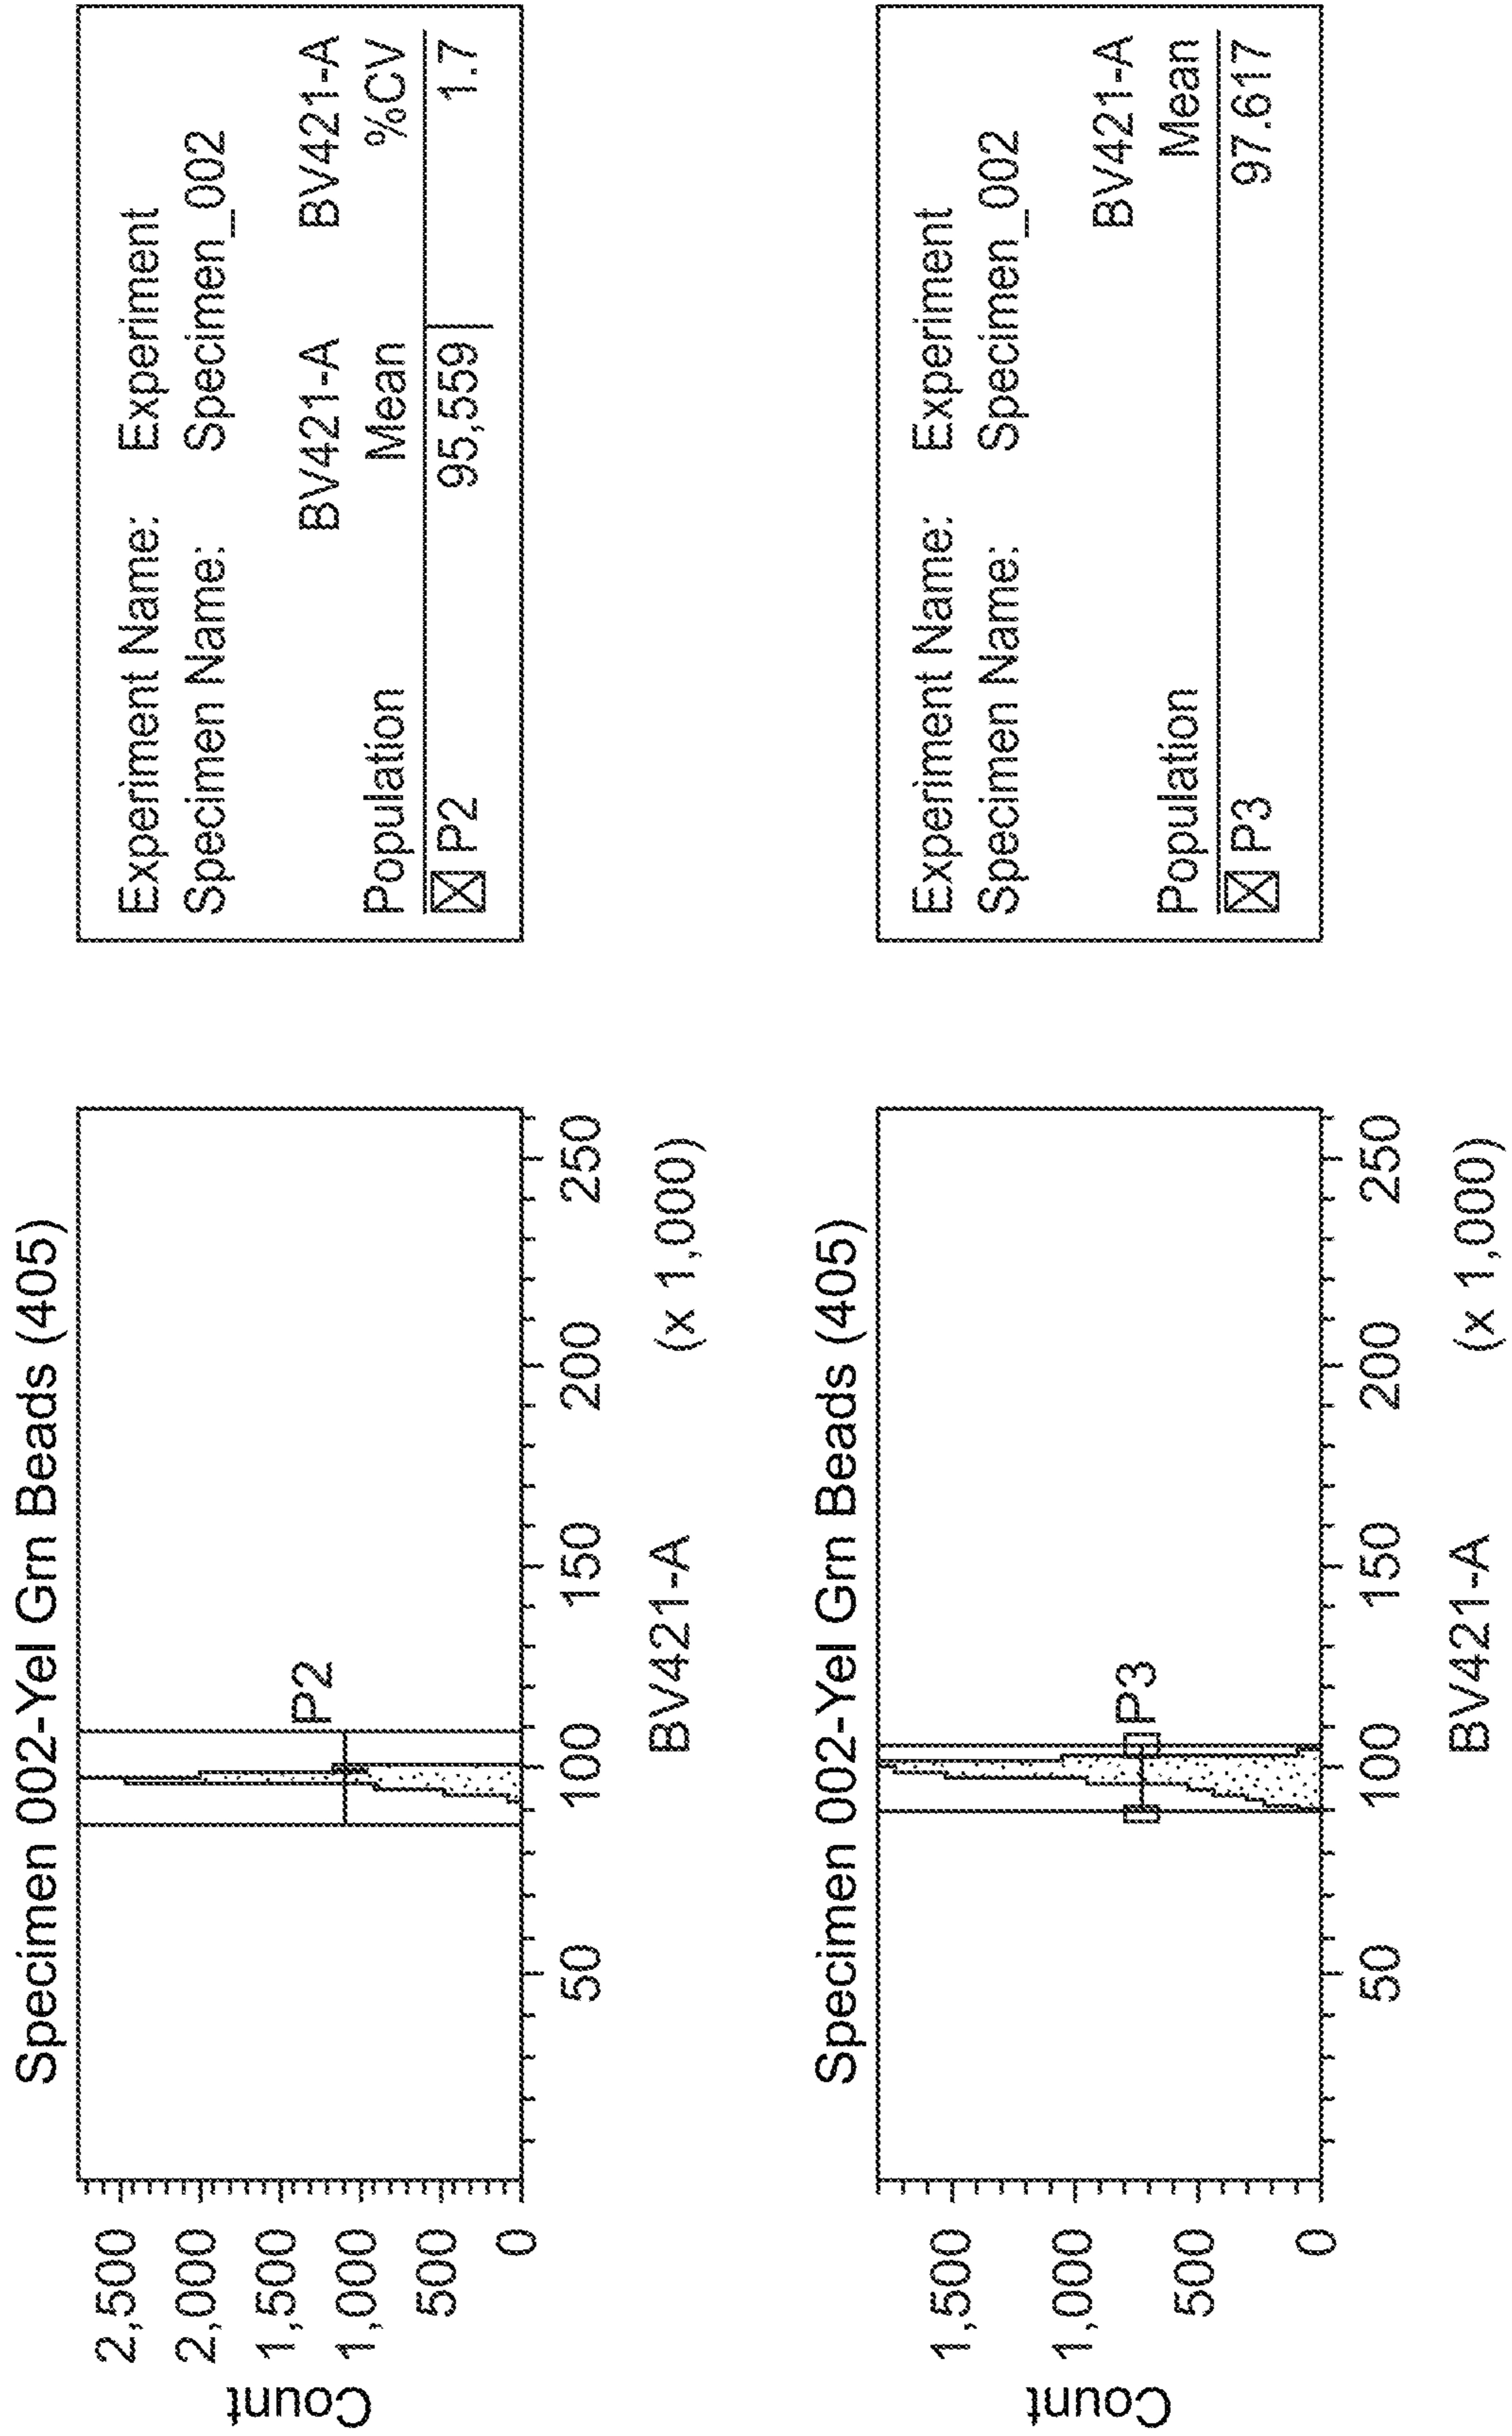 Specimen 002-Yel Grn Beads (405)
Count
2,500
2,000
1,500
1,000
500
0
P2
50 100 150 200 250
BV421-A (x 1,000)
Experiment Name: Experiment
Specimen Name: Specimen_002
BV421-A BV421-A
Population Mean %CV
P2 95,559 1.7
Specimen 002-Yel Grn Beads (405)
Count
1,500
1,000
500
0
P3
50 100 150 200 250
BV421-A (x 1,000)
Experiment Name: Experiment
Specimen Name: Specimen_002
BV421-A
Population Mean
P3 97.617